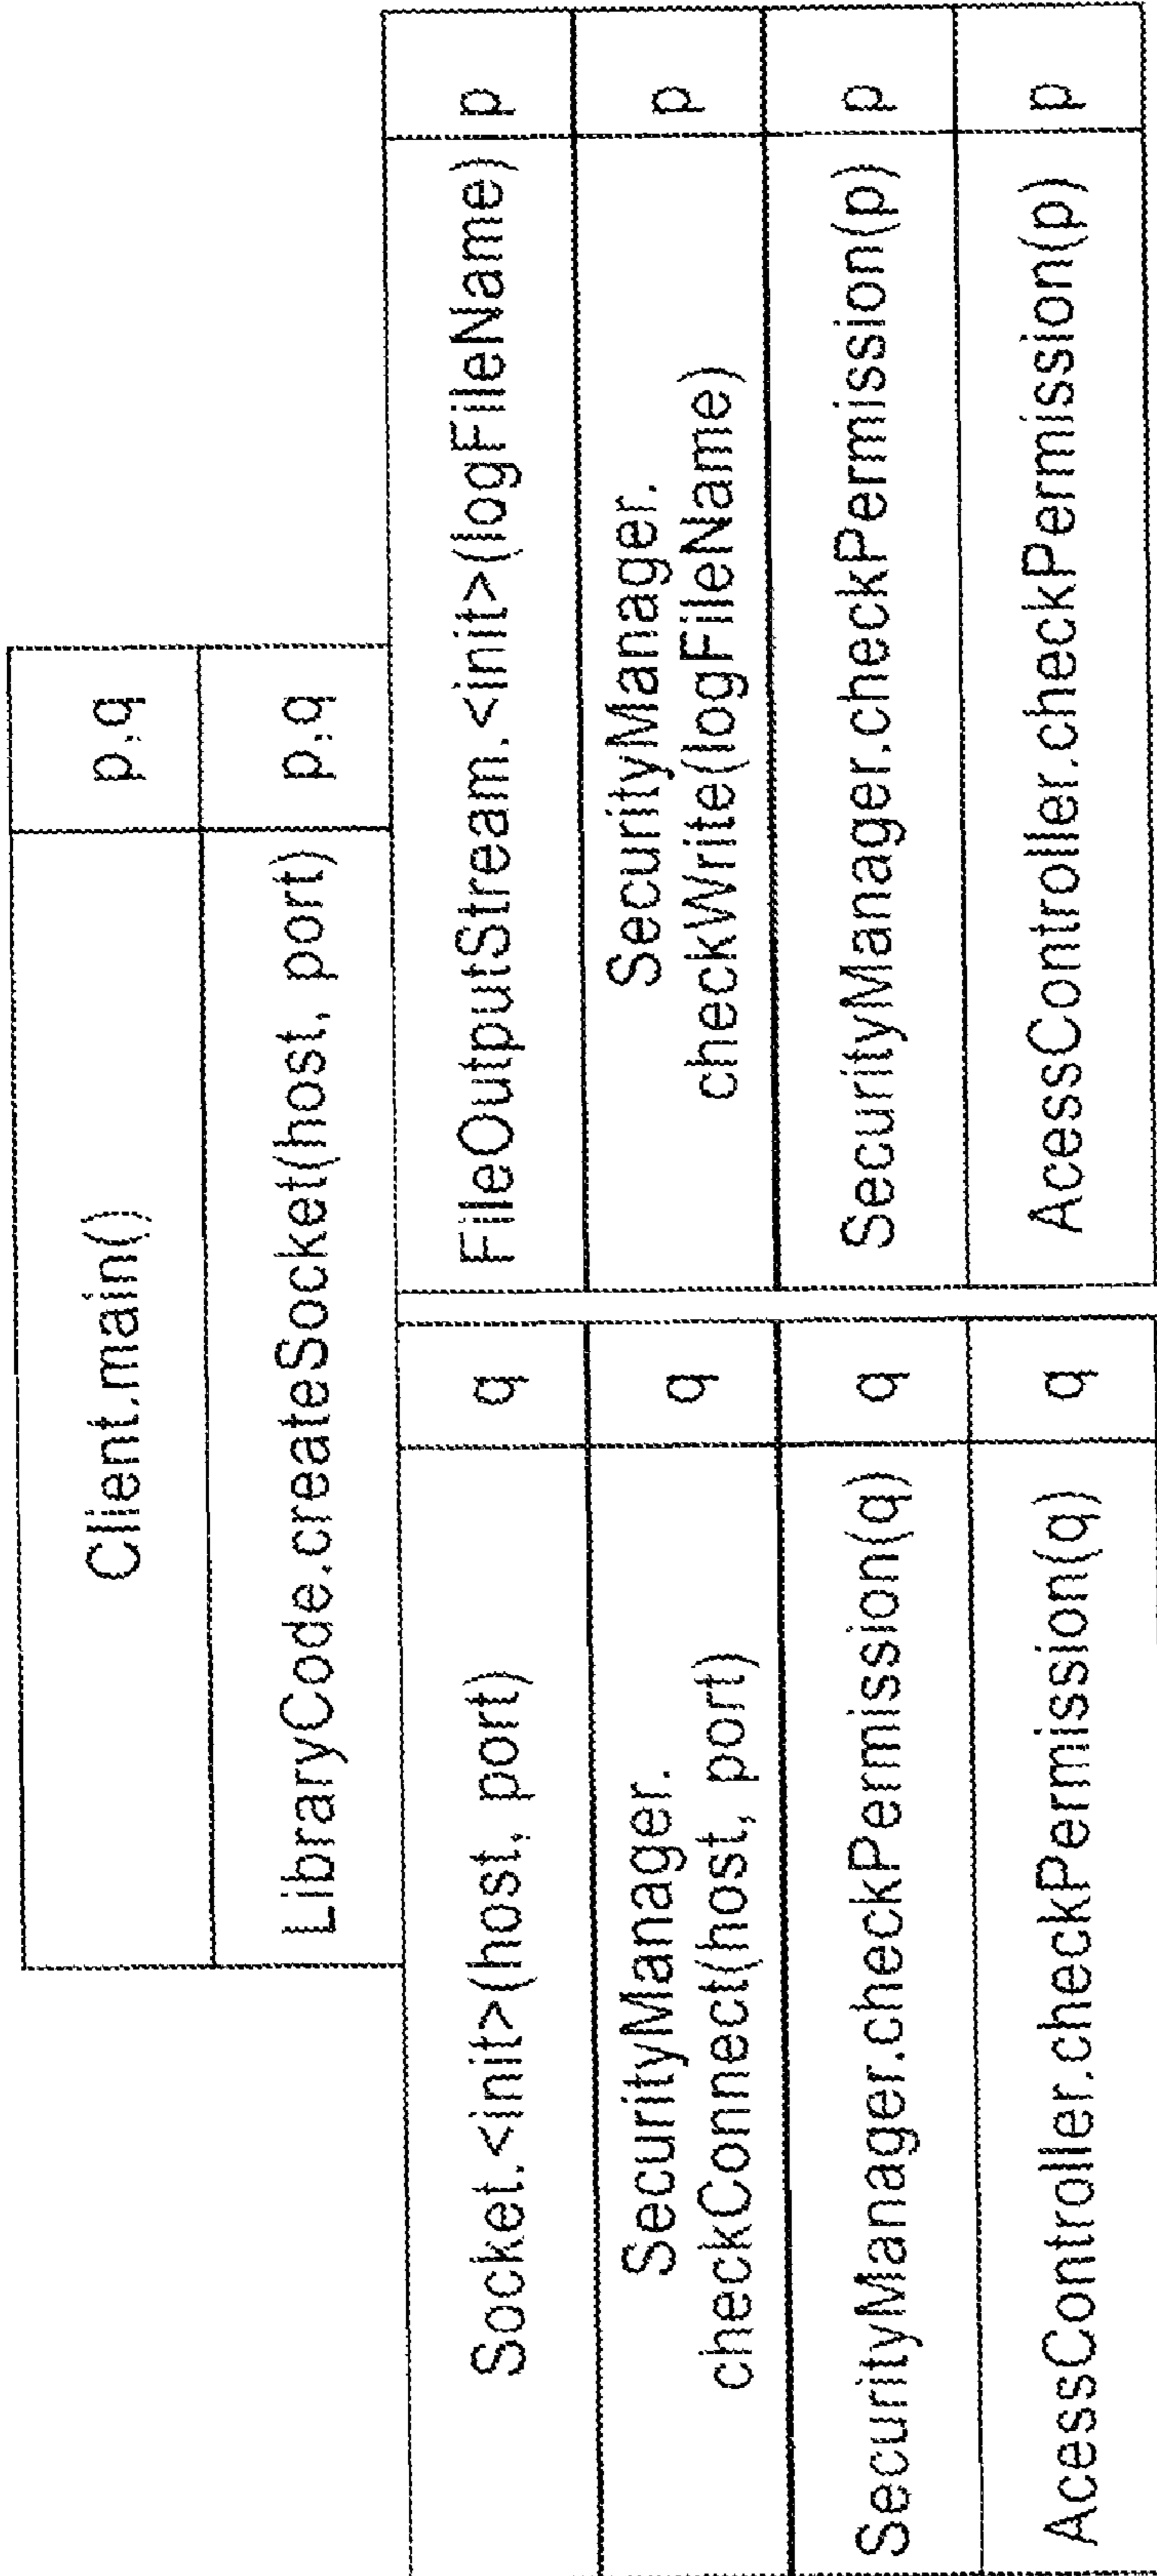 Client.main() p,q
LibraryCode.createSocket(host, port) p,q
Socket.<init>(host, port) q
SecurityManager.
checkConnect(host, port) q
SecurityManager.checkPermission(q) q
AcessController.checkPermission(q) q
FileOutputStream.<init>(logFileName) p
SecurityManager.
checkWrite(logFileName) p
SecurityManager.checkPermission(p) p
AcessController.checkPermission(p) p